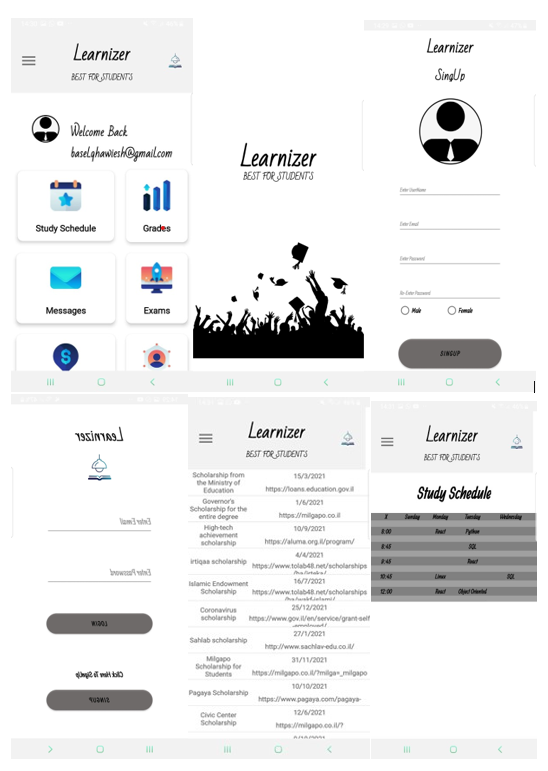 Learnizer
BEST FOR STUDENTS
Welcome Back
baselqhawiesh@gmail.com
Study Schedule
Grades
Messages
Exams
Learnizer
BEST FOR STUDENTS
Learnizer
SingUp
Enter UserName
Enter Email
Enter Password
Re-Enter Password
Male
Female
SINGUP
Learnizer
Enter Email
Enter Password
LOGIN
Click Here To SignUp
SINGUP
Learnizer
BEST FOR STUDENTS
Scholarship from the Ministry of Education
15/3/2021
https://loans.education.gov.il
Governor's Scholarship for the entire degree
1/6/2021
https://milgapo.co.il
High-tech achievement scholarship
10/9/2021
https://aluma.org.il/program/
irtiqaa scholarship
4/4/2021
https://www.tolab48.net/scholarships
Islamic Endowment Scholarship
16/7/2021
https://www.tolab48.net/scholarships
Coronavirus scholarship
25/12/2021
https://www.gov.il/en/service/grant-self
Sahlab scholarship
27/1/2021
http://www.sachlav-edu.co.il/
Milgapo Scholarship for Students
31/11/2021
https://milgapo.co.il/?milga=_milgapo
Pagaya Scholarship
10/10/2021
https://www.pagaya.com/pagaya-
Civic Center Scholarship
12/6/2021
https://milgapo.co.il/?
Learnizer
BEST FOR STUDENTS
Study Schedule
X Sunday Monday Tuesday Wednesday
8:00 React Python
8:45 SQL
9:45 React
10:45 Linux SQL
12:00 React Object Oriented